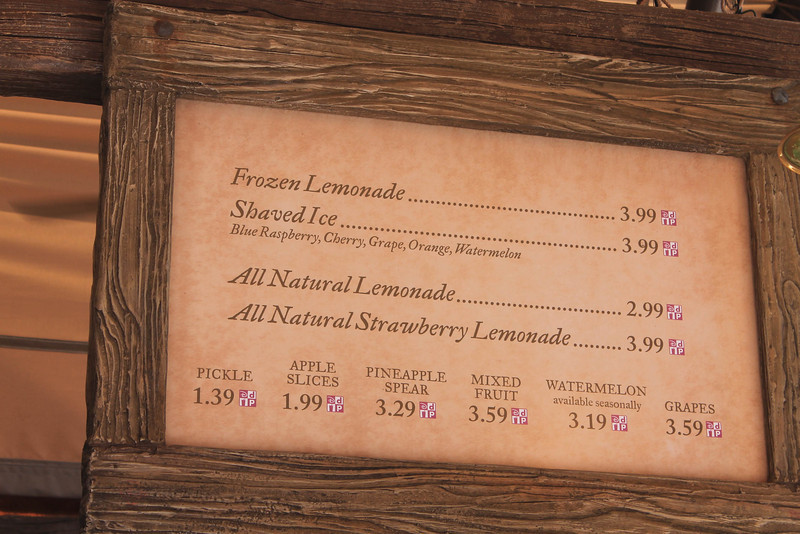 Frozen Lemonade 3.99
Shaved Ice 3.99
Blue Raspberry, Cherry, Grape, Orange, Watermelon
All Natural Lemonade 2.99
All Natural Strawberry Lemonade 3.99
PICKLE
1.39
APPLE
SLICES
1.99
PINEAPPLE
SPEAR
3.29
MIXED
FRUIT
3.59
WATERMELON
available seasonally
3.19
GRAPES
3.59